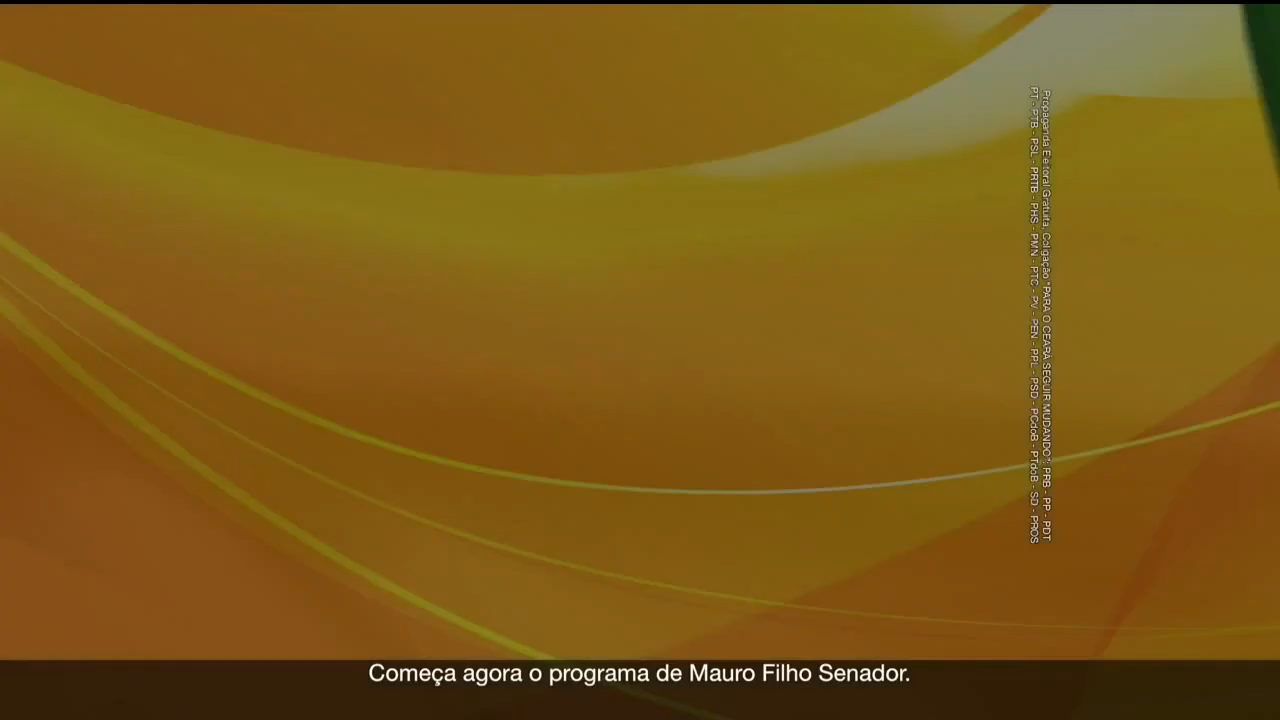 Propaganda Eleitoral Gratuita. Coligação "PARA O CEARÁ SEGUIR MUDANDO": PRB - PP - PDT
PT - PTB - PSL - PRTB - PHS - PMN - PTC - PV - PEN - PPL - PSD - PCdoB - PTdoB - SD - PROS
Começa agora o programa de Mauro Filho Senador.